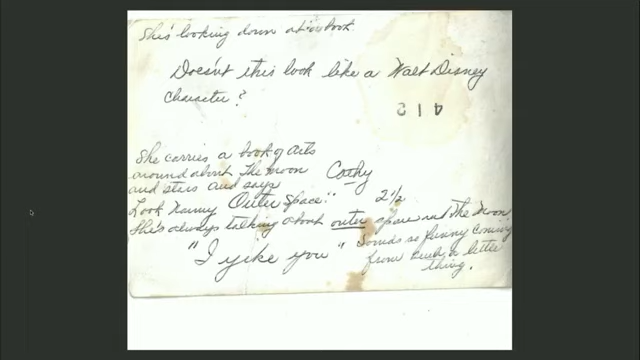 She's looking down at a book.
Doesn't this look like a Walt Disney
character?
412
She carries a book of arts
around about the moon Cathy
and stars and says
Look Nanny Outer Space!! 2½
She's always talking about outer space and the moon
"I yike you" Sounds so funny coming
from such a little
thing.